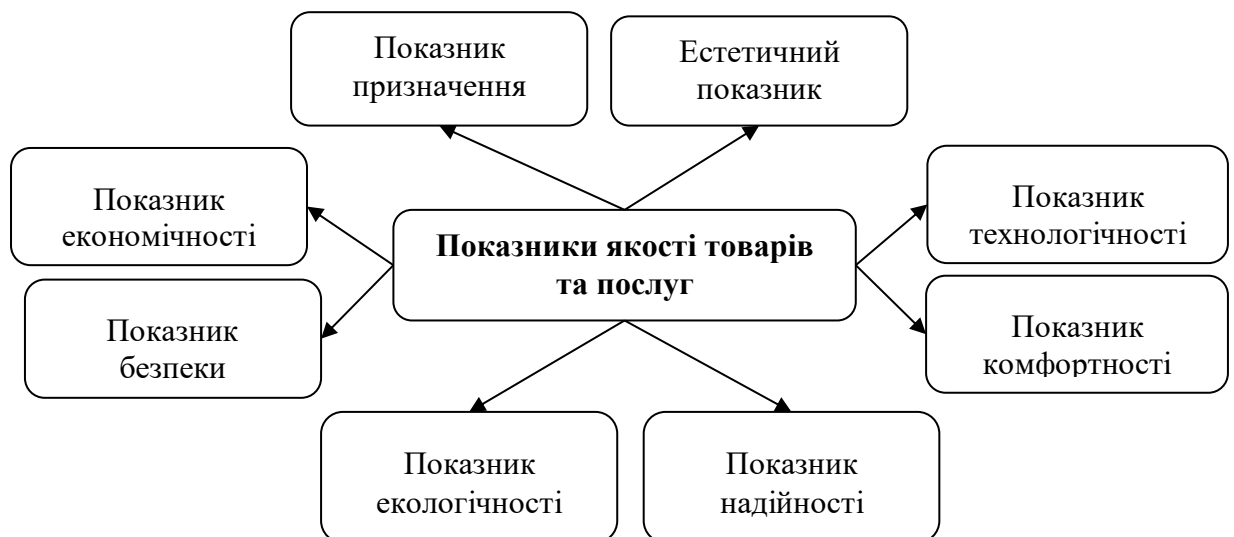 Показник
призначення
Естетичний
показник
Показник
економічності
Показники якості товарів
та послуг
Показник
технологічності
Показник
безпеки
Показник
комфортності
Показник
екологічності
Показник
надійності